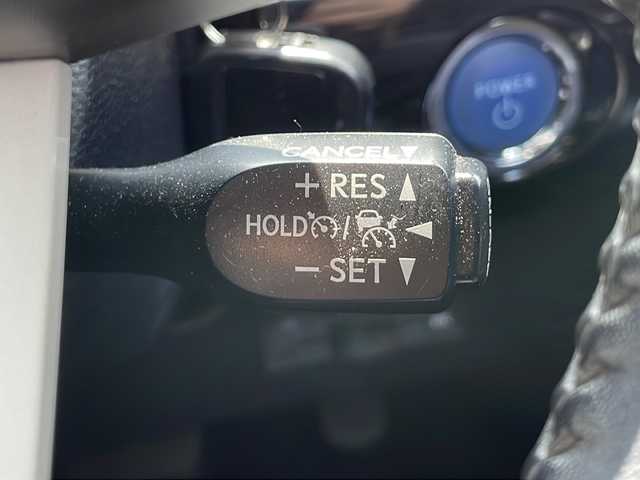 POWER
CANCEL▼
+ RES ▲
HOLD / ◀
− SET ▼